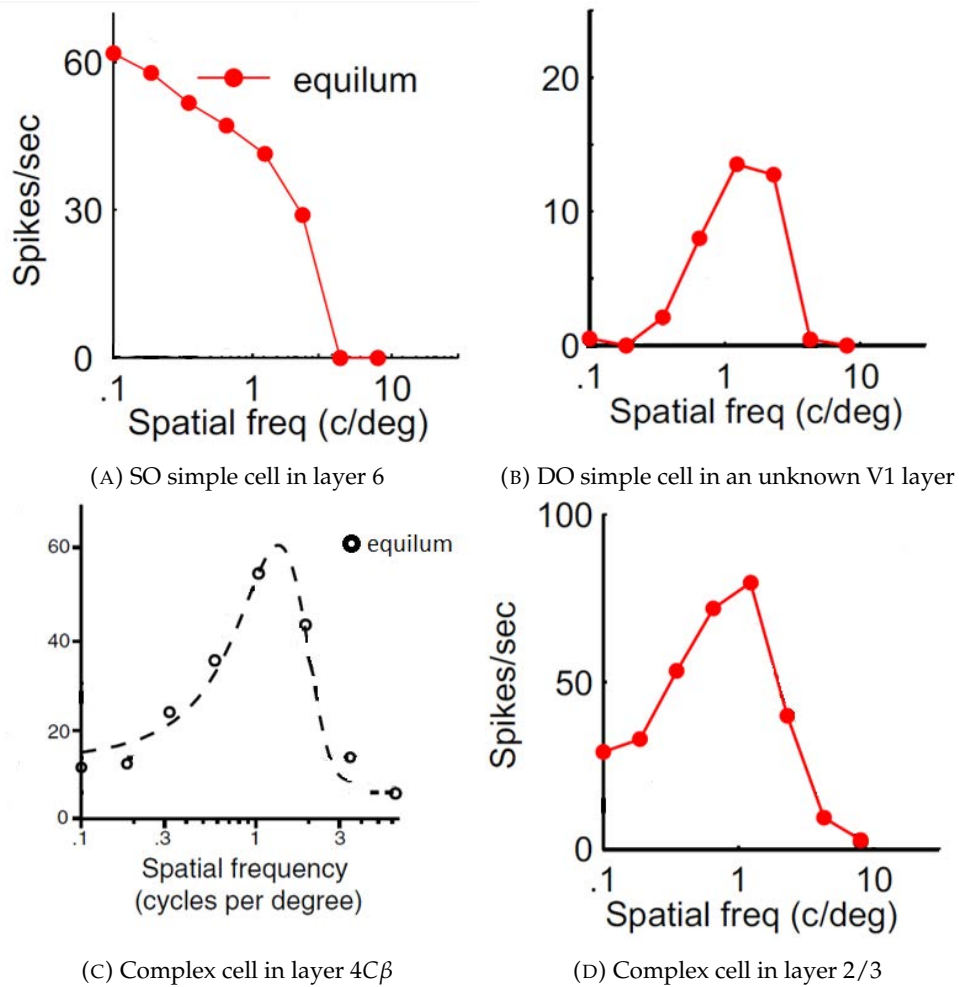 60
equilum
Spikes/sec
30
0
.1
1
10
Spatial freq (c/deg)
(A) SO simple cell in layer 6
20
10
0
.1
1
10
Spatial freq (c/deg)
(B) DO simple cell in an unknown V1 layer
60
equilum
40
20
0
.1
.3
1
3
Spatial frequency
(cycles per degree)
(C) Complex cell in layer 4Cβ
100
Spikes/sec
50
0
.1
1
10
Spatial freq (c/deg)
(D) Complex cell in layer 2/3